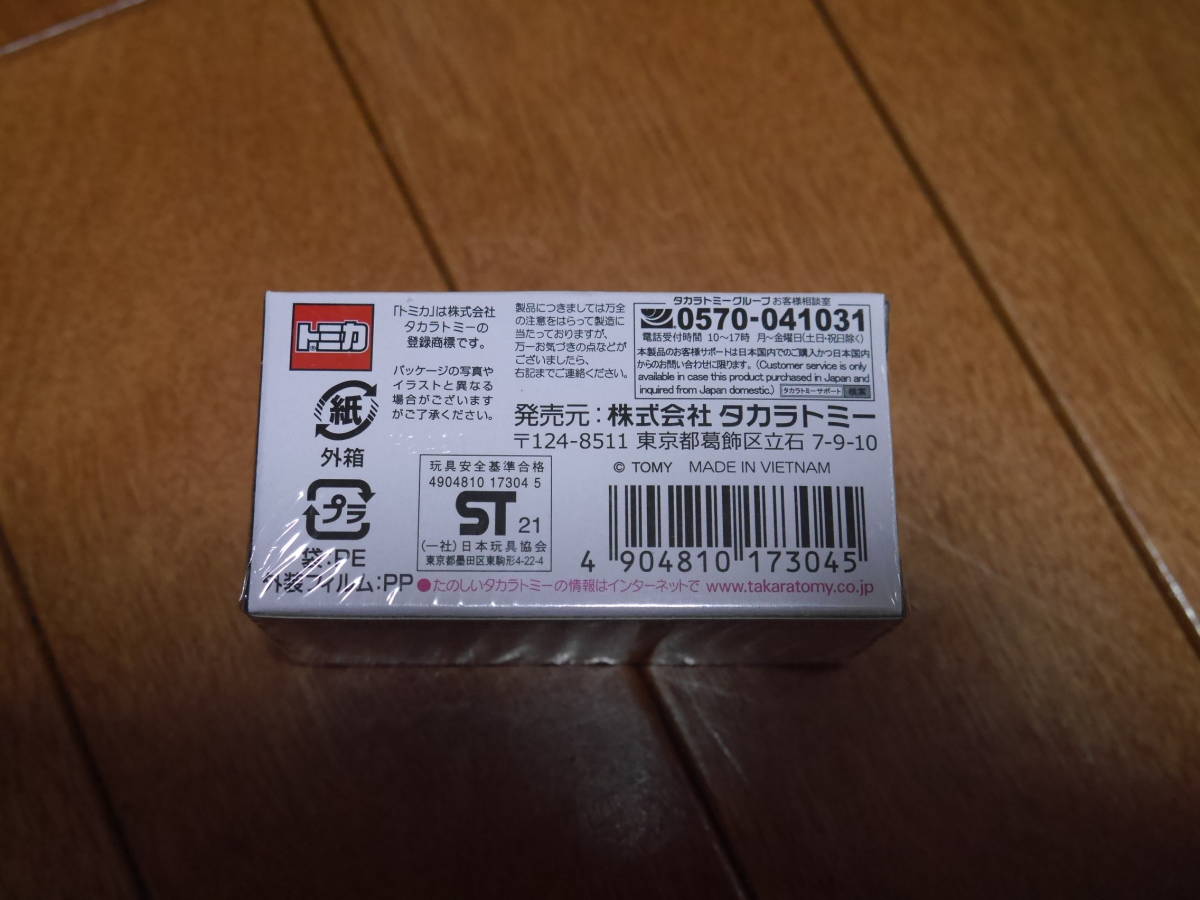 トミカ
「トミカ」は株式会社
タカラトミーの
登録商標です。
パッケージの写真や
イラストと異なる
場合がございます
がご了承ください。
紙
外箱
プラ
袋:PE
外装フィルム:PP
製品につきましては万全
の注意をはらって製造に
当たっておりますが、
万一お気づきの点などが
ございましたら、
右記までご連絡ください。
タカラトミーグループ お客様相談室
0570-041031
電話受付時間 10〜17時 月〜金曜日(土日・祝日除く)
本製品のお客様サポートは日本国内でのご購入かつ日本国内
からのお問い合わせに限ります。(Customer service is only
available in case this product purchased in Japan and
inquired from Japan domestic.) タカラトミーサポート 検索
発売元:株式会社 タカラトミー
〒124-8511 東京都葛飾区立石 7-9-10
© TOMY MADE IN VIETNAM
玩具安全基準合格
4904810 17304 5
ST 21
(一社)日本玩具協会
東京都墨田区東駒形4-22-4
4 904810 173045
●たのしいタカラトミーの情報はインターネットで www.takaratomy.co.jp